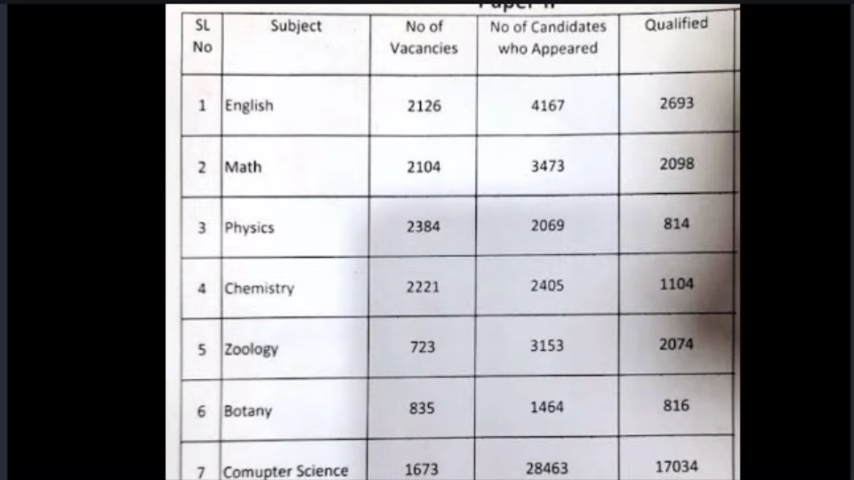 Paper II
SL No | Subject | No of Vacancies | No of Candidates who Appeared | Qualified
1 | English | 2126 | 4167 | 2693
2 | Math | 2104 | 3473 | 2098
3 | Physics | 2384 | 2069 | 814
4 | Chemistry | 2221 | 2405 | 1104
5 | Zoology | 723 | 3153 | 2074
6 | Botany | 835 | 1464 | 816
7 | Comupter Science | 1673 | 28463 | 17034